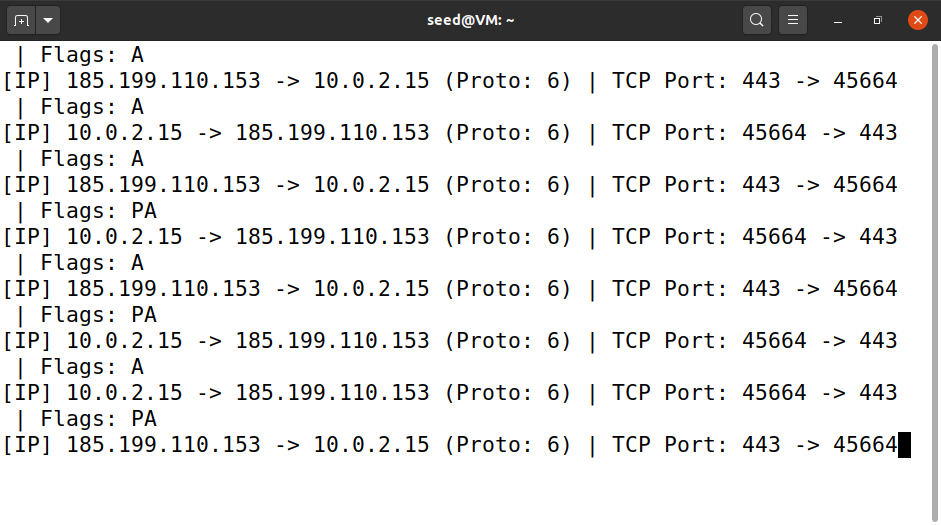 seed@VM: ~
| Flags: A
[IP] 185.199.110.153 -> 10.0.2.15 (Proto: 6) | TCP Port: 443 -> 45664
| Flags: A
[IP] 10.0.2.15 -> 185.199.110.153 (Proto: 6) | TCP Port: 45664 -> 443
| Flags: A
[IP] 185.199.110.153 -> 10.0.2.15 (Proto: 6) | TCP Port: 443 -> 45664
| Flags: PA
[IP] 10.0.2.15 -> 185.199.110.153 (Proto: 6) | TCP Port: 45664 -> 443
| Flags: A
[IP] 185.199.110.153 -> 10.0.2.15 (Proto: 6) | TCP Port: 443 -> 45664
| Flags: PA
[IP] 10.0.2.15 -> 185.199.110.153 (Proto: 6) | TCP Port: 45664 -> 443
| Flags: A
[IP] 10.0.2.15 -> 185.199.110.153 (Proto: 6) | TCP Port: 45664 -> 443
| Flags: PA
[IP] 185.199.110.153 -> 10.0.2.15 (Proto: 6) | TCP Port: 443 -> 45664